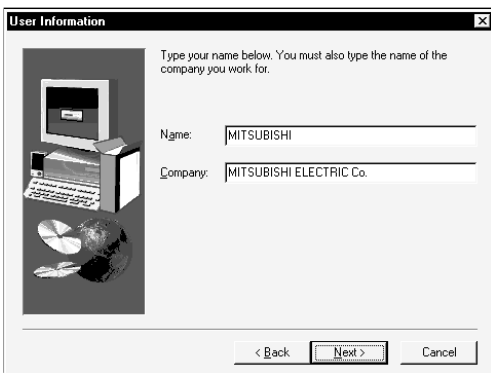 User Information
Type your name below. You must also type the name of the
company you work for.
Name: MITSUBISHI
Company: MITSUBISHI ELECTRIC Co.
< Back Next > Cancel